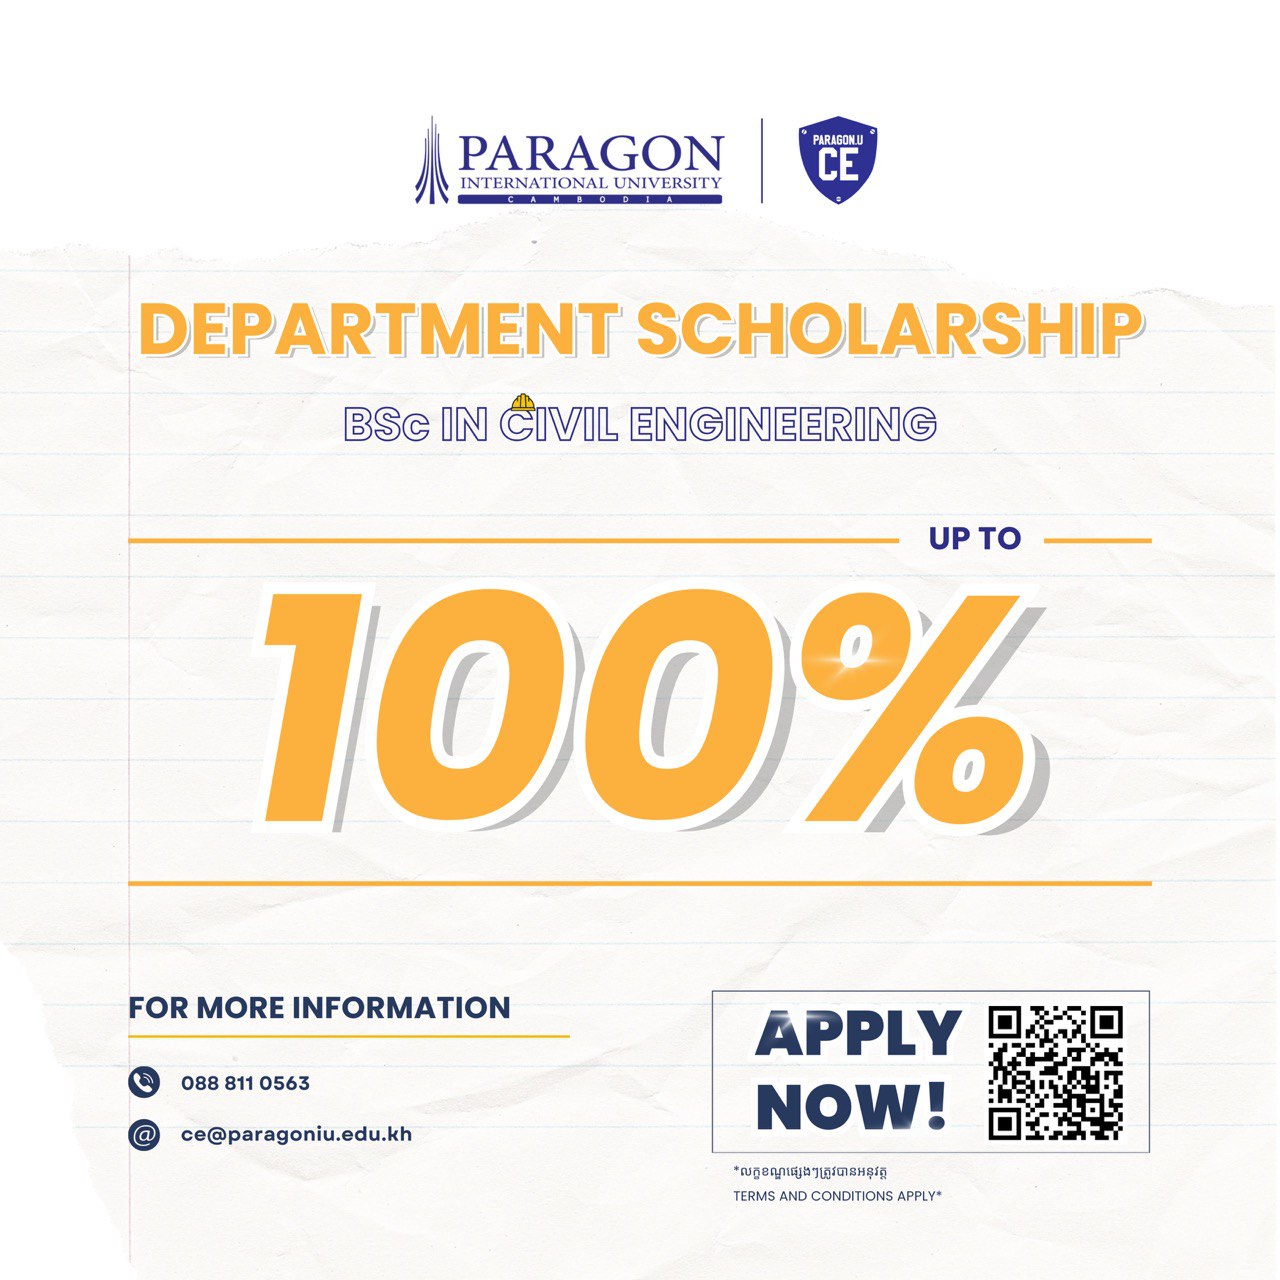 PARAGON
INTERNATIONAL UNIVERSITY
CAMBODIA
PARAGON.U
CE
DEPARTMENT SCHOLARSHIP
BSc IN CIVIL ENGINEERING
UP TO
100%
FOR MORE INFORMATION
088 811 0563
ce@paragoniu.edu.kh
APPLY
NOW!
*លក្ខខណ្ឌផ្សេងៗត្រូវបានអនុវត្ត
TERMS AND CONDITIONS APPLY*